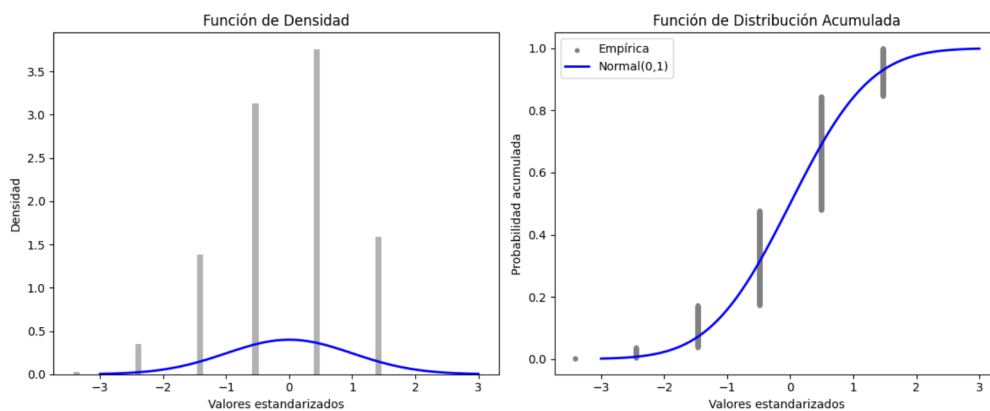 Función de Densidad
Densidad
3.5
3.0
2.5
2.0
1.5
1.0
0.5
0.0
−3 −2 −1 0 1 2 3
Valores estandarizados
Función de Distribución Acumulada
Empírica
Normal(0,1)
Probabilidad acumulada
1.0
0.8
0.6
0.4
0.2
0.0
−3 −2 −1 0 1 2 3
Valores estandarizados